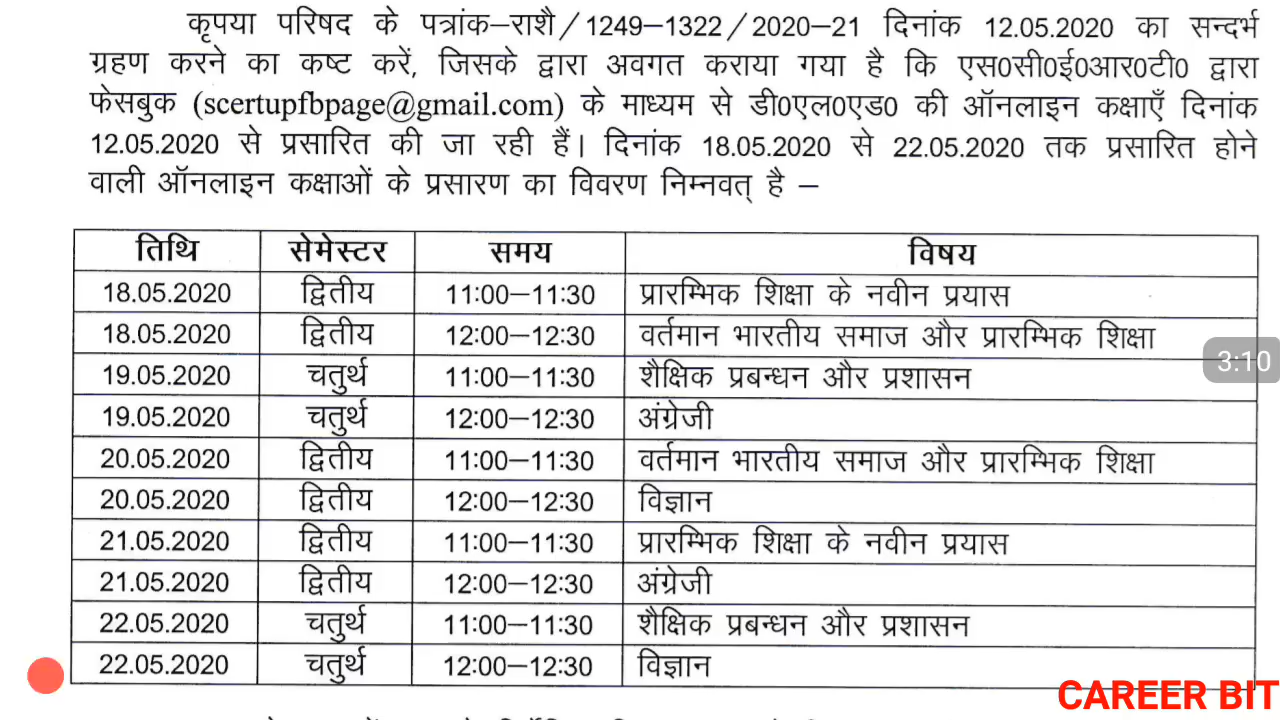 कृपया परिषद के पत्रांक–राशै/1249–1322/2020–21 दिनांक 12.05.2020 का सन्दर्भ
ग्रहण करने का कष्ट करें, जिसके द्वारा अवगत कराया गया है कि एस0सी0ई0आर0टी0 द्वारा
फेसबुक (scertupfbpage@gmail.com) के माध्यम से डी0एल0एड0 की ऑनलाइन कक्षाएँ दिनांक
12.05.2020 से प्रसारित की जा रही हैं। दिनांक 18.05.2020 से 22.05.2020 तक प्रसारित होने
वाली ऑनलाइन कक्षाओं के प्रसारण का विवरण निम्नवत् है –
तिथि सेमेस्टर समय विषय
18.05.2020 द्वितीय 11:00–11:30 प्रारम्भिक शिक्षा के नवीन प्रयास
18.05.2020 द्वितीय 12:00–12:30 वर्तमान भारतीय समाज और प्रारम्भिक शिक्षा
19.05.2020 चतुर्थ 11:00–11:30 शैक्षिक प्रबन्धन और प्रशासन
19.05.2020 चतुर्थ 12:00–12:30 अंग्रेजी
20.05.2020 द्वितीय 11:00–11:30 वर्तमान भारतीय समाज और प्रारम्भिक शिक्षा
20.05.2020 द्वितीय 12:00–12:30 विज्ञान
21.05.2020 द्वितीय 11:00–11:30 प्रारम्भिक शिक्षा के नवीन प्रयास
21.05.2020 द्वितीय 12:00–12:30 अंग्रेजी
22.05.2020 चतुर्थ 11:00–11:30 शैक्षिक प्रबन्धन और प्रशासन
22.05.2020 चतुर्थ 12:00–12:30 विज्ञान
3:10
CAREER BIT